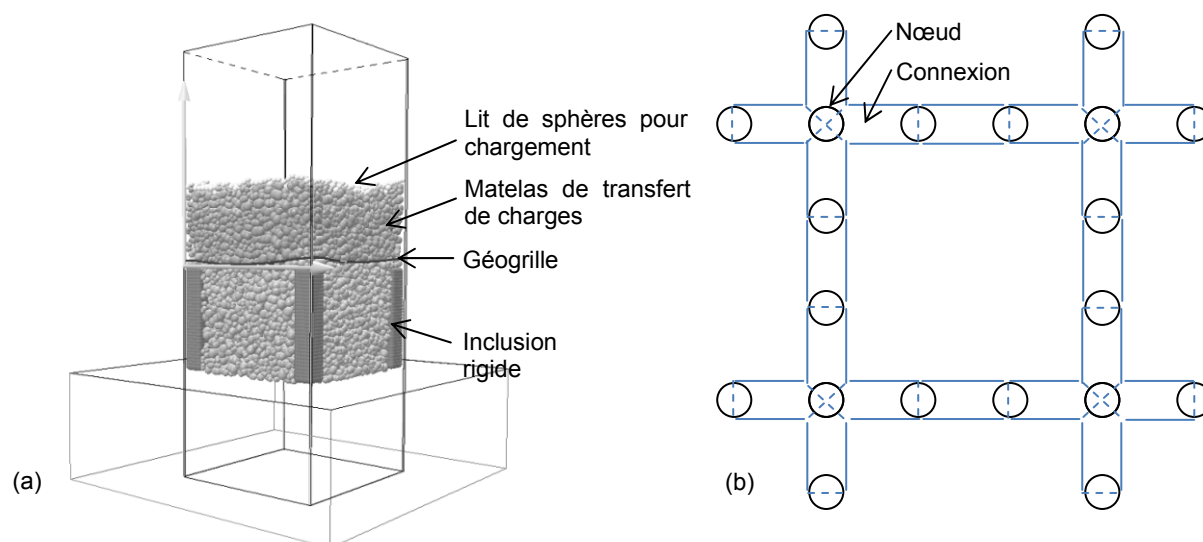 Lit de sphères pour
chargement
Matelas de transfert
de charges
Géogrille
Inclusion
rigide
(a)
Nœud
Connexion
(b)